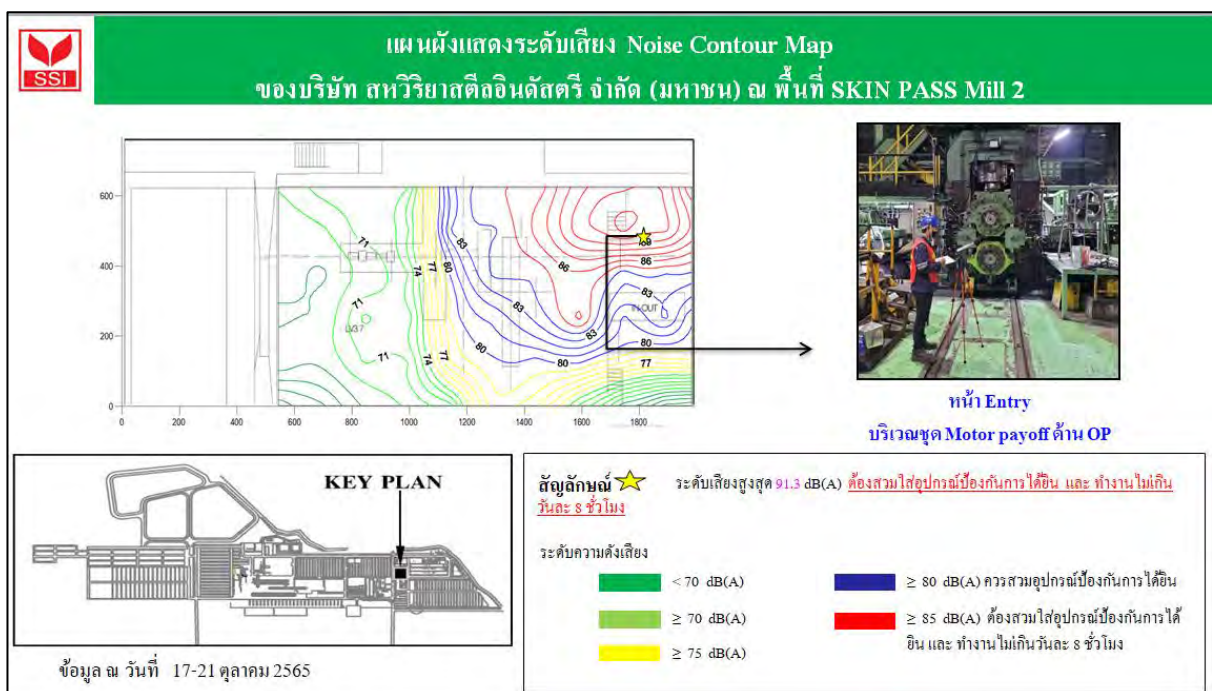 SSI
แผนผังแสดงระดับเสียง Noise Contour Map
ของบริษัท สหวิริยาสตีลอินดัสตรี จำกัด (มหาชน) ณ พื้นที่ SKIN PASS Mill 2
600
400
200
0
0
200
400
600
800
1000
1200
1400
1600
1800
71
71
71
74
74
77
77
77
80
80
80
80
83
83
83
83
86
86
LV3.7
IN-OUT
หน้า Entry
บริเวณชุด Motor payoff ด้าน OP
KEY PLAN
ข้อมูล ณ วันที่ 17-21 ตุลาคม 2565
สัญลักษณ์ ระดับเสียงสูงสุด 91.3 dB(A) ต้องสวมใส่อุปกรณ์ป้องกันการได้ยิน และ ทำงานไม่เกิน
วันละ 8 ชั่วโมง
ระดับความดังเสียง
< 70 dB(A)
≥ 70 dB(A)
≥ 75 dB(A)
≥ 80 dB(A) ควรสวมอุปกรณ์ป้องกันการได้ยิน
≥ 85 dB(A) ต้องสวมใส่อุปกรณ์ป้องกันการได้
ยิน และ ทำงานไม่เกินวันละ 8 ชั่วโมง